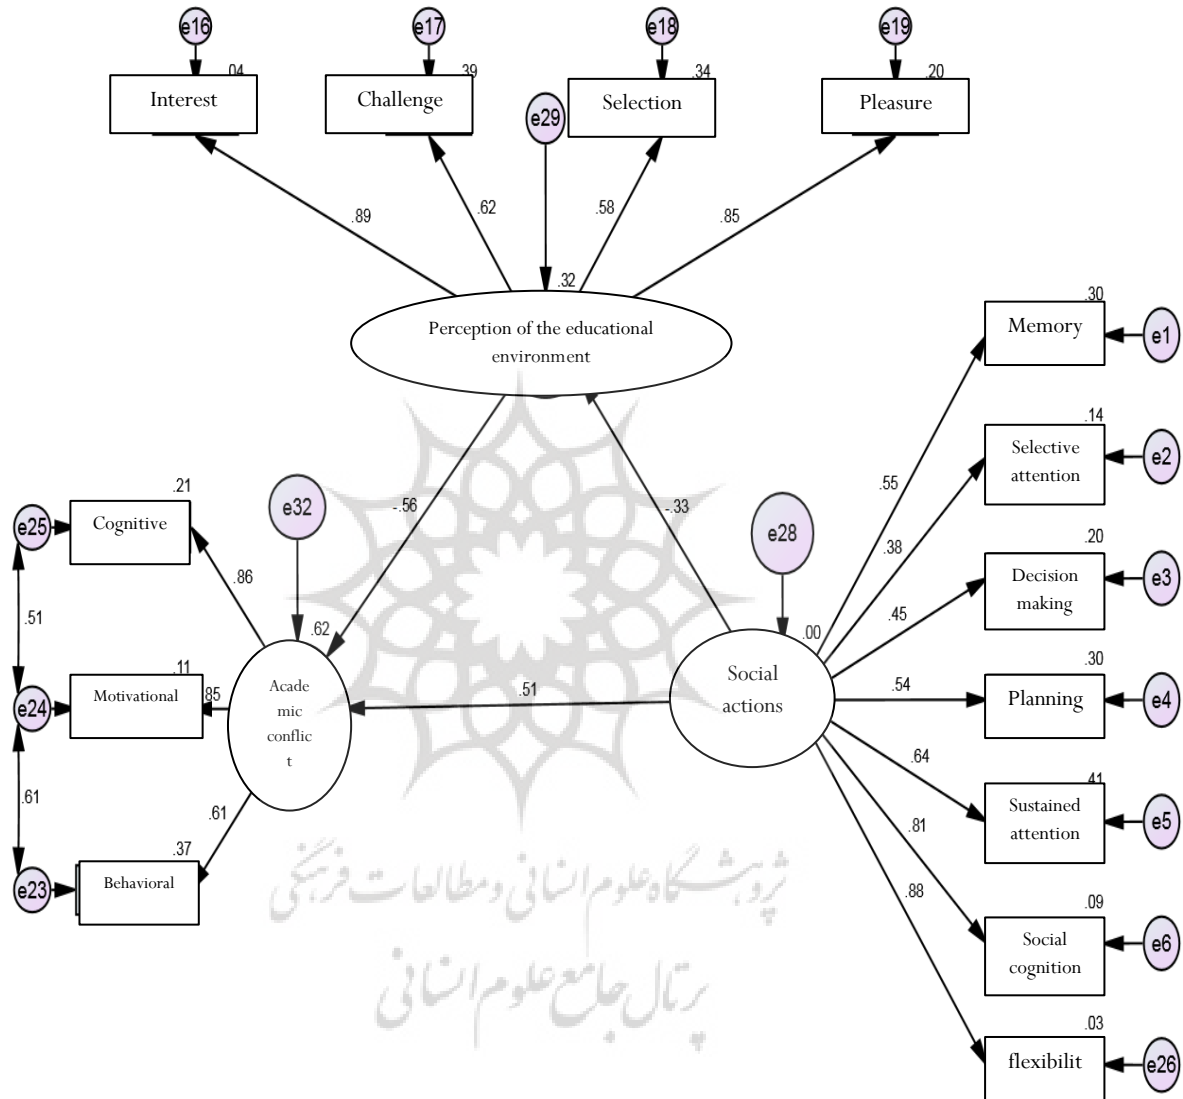 e16
e17
e18
e19
.04
.39
.34
.20
Interest
Challenge
Selection
Pleasure
e29
.89
.62
.58
.85
.32
Perception of the educational
environment
.30
Memory
e1
.14
Selective
attention
e2
.55
-.56
-.33
.38
.21
Cognitive
e25
e32
e28
.20
Decision
making
e3
.86
.45
.51
.62
.00
.30
Planning
e4
.54
.11
Motivational
e24
.85
Acade
mic
conflic
t
.51
Social
actions
.64
.41
Sustained
attention
e5
.61
.61
.81
.37
Behavioral
e23
.88
.09
Social
cognition
e6
.03
flexibilit
e26
پژوهشگاه علوم انسانی و مطالعات فرهنگی
پرتال جامع علوم انسانی